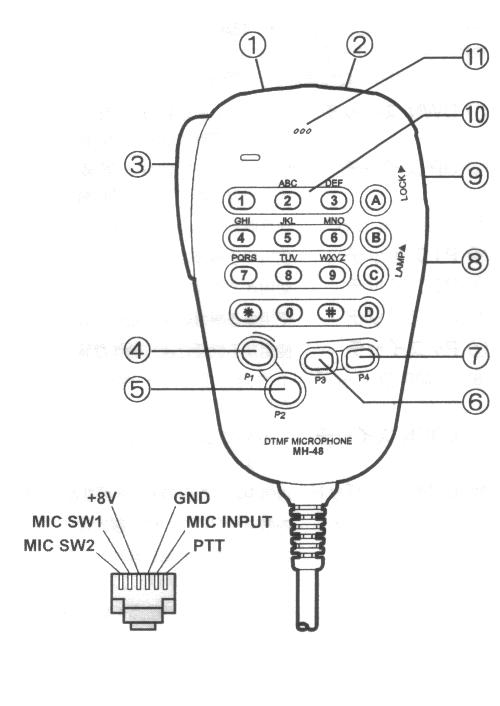 ① ②
⑪
⑩
③
⑨
LOCK▶
ABC DEF
1 2 3 A
GHI JKL MNO
4 5 6 B
PQRS TUV WXYZ
7 8 9 C
LAMP▶
⑧
* 0 # D
④
⑦
⑤
⑥
P1
P2
P3 P4
DTMF MICROPHONE
MH-48
+8V GND
MIC SW1 MIC INPUT
MIC SW2 PTT